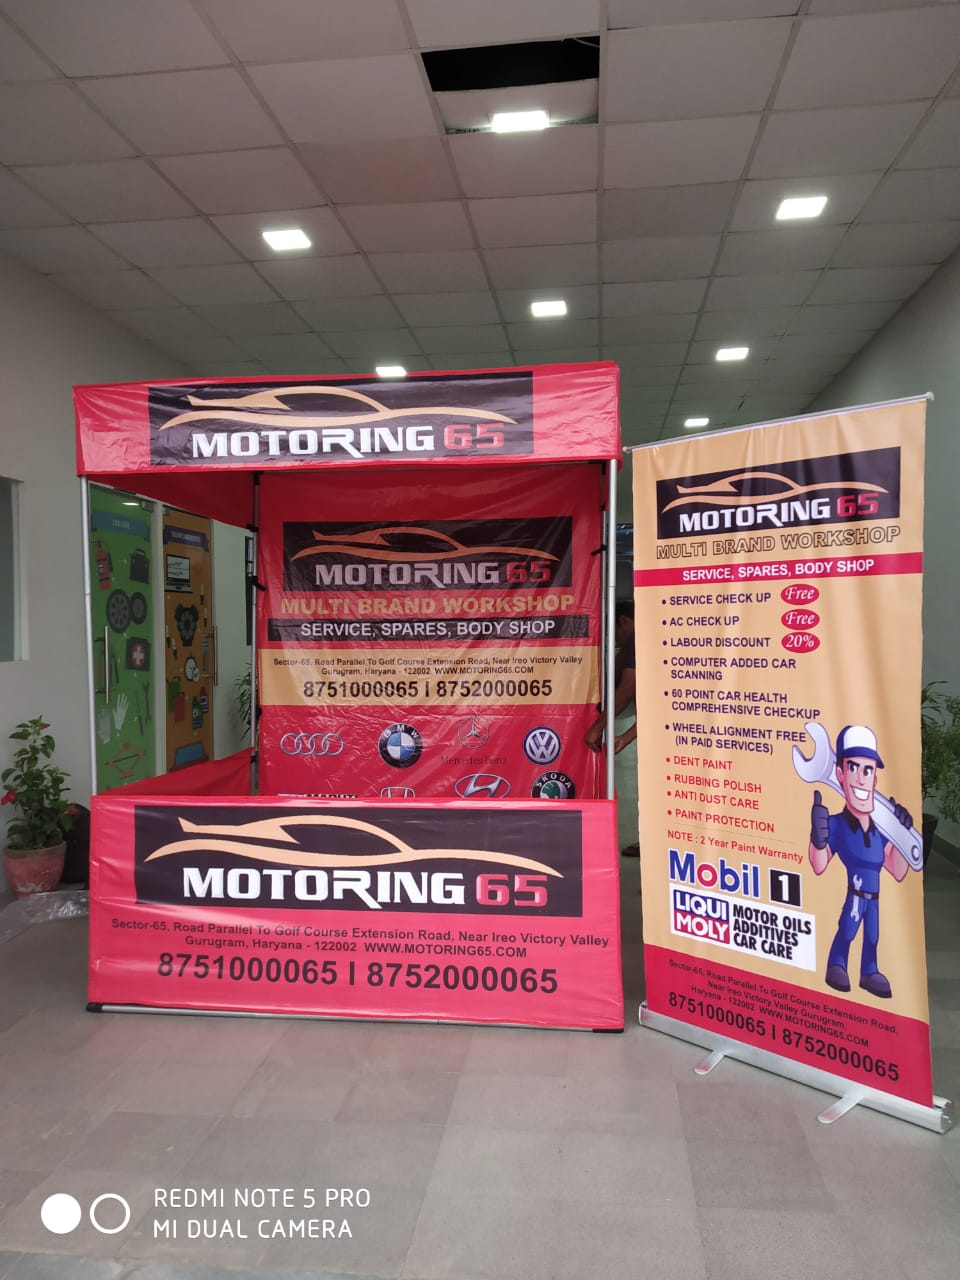 MOTORING 65
MOTORING 65
MULTI BRAND WORKSHOP
SERVICE, SPARES, BODY SHOP
Sector-65, Road Parallel To Golf Course Extension Road, Near Ireo Victory Valley
Gurugram, Haryana - 122002 WWW.MOTORING65.COM
8751000065 | 8752000065
BMW
Mercedes-Benz
SKODA
MOTORING 65
Sector-65, Road Parallel To Golf Course Extension Road, Near Ireo Victory Valley
Gurugram, Haryana - 122002 WWW.MOTORING65.COM
8751000065 | 8752000065
MOTORING 65
MULTI BRAND WORKSHOP
SERVICE, SPARES, BODY SHOP
• SERVICE CHECK UP Free
• AC CHECK UP Free
• LABOUR DISCOUNT 20%
• COMPUTER ADDED CAR
SCANNING
• 60 POINT CAR HEALTH
COMPREHENSIVE CHECKUP
• WHEEL ALIGNMENT FREE
(IN PAID SERVICES)
• DENT PAINT
• RUBBING POLISH
• ANTI DUST CARE
• PAINT PROTECTION
NOTE : 2 Year Paint Warranty
Mobil 1
LIQUI
MOLY
MOTOR OILS
ADDITIVES
CAR CARE
Sector-65, Road Parallel To Golf Course Extension Road,
Near Ireo Victory Valley Gurugram,
Haryana - 122002 WWW.MOTORING65.COM
8751000065 | 8752000065
REDMI NOTE 5 PRO
MI DUAL CAMERA